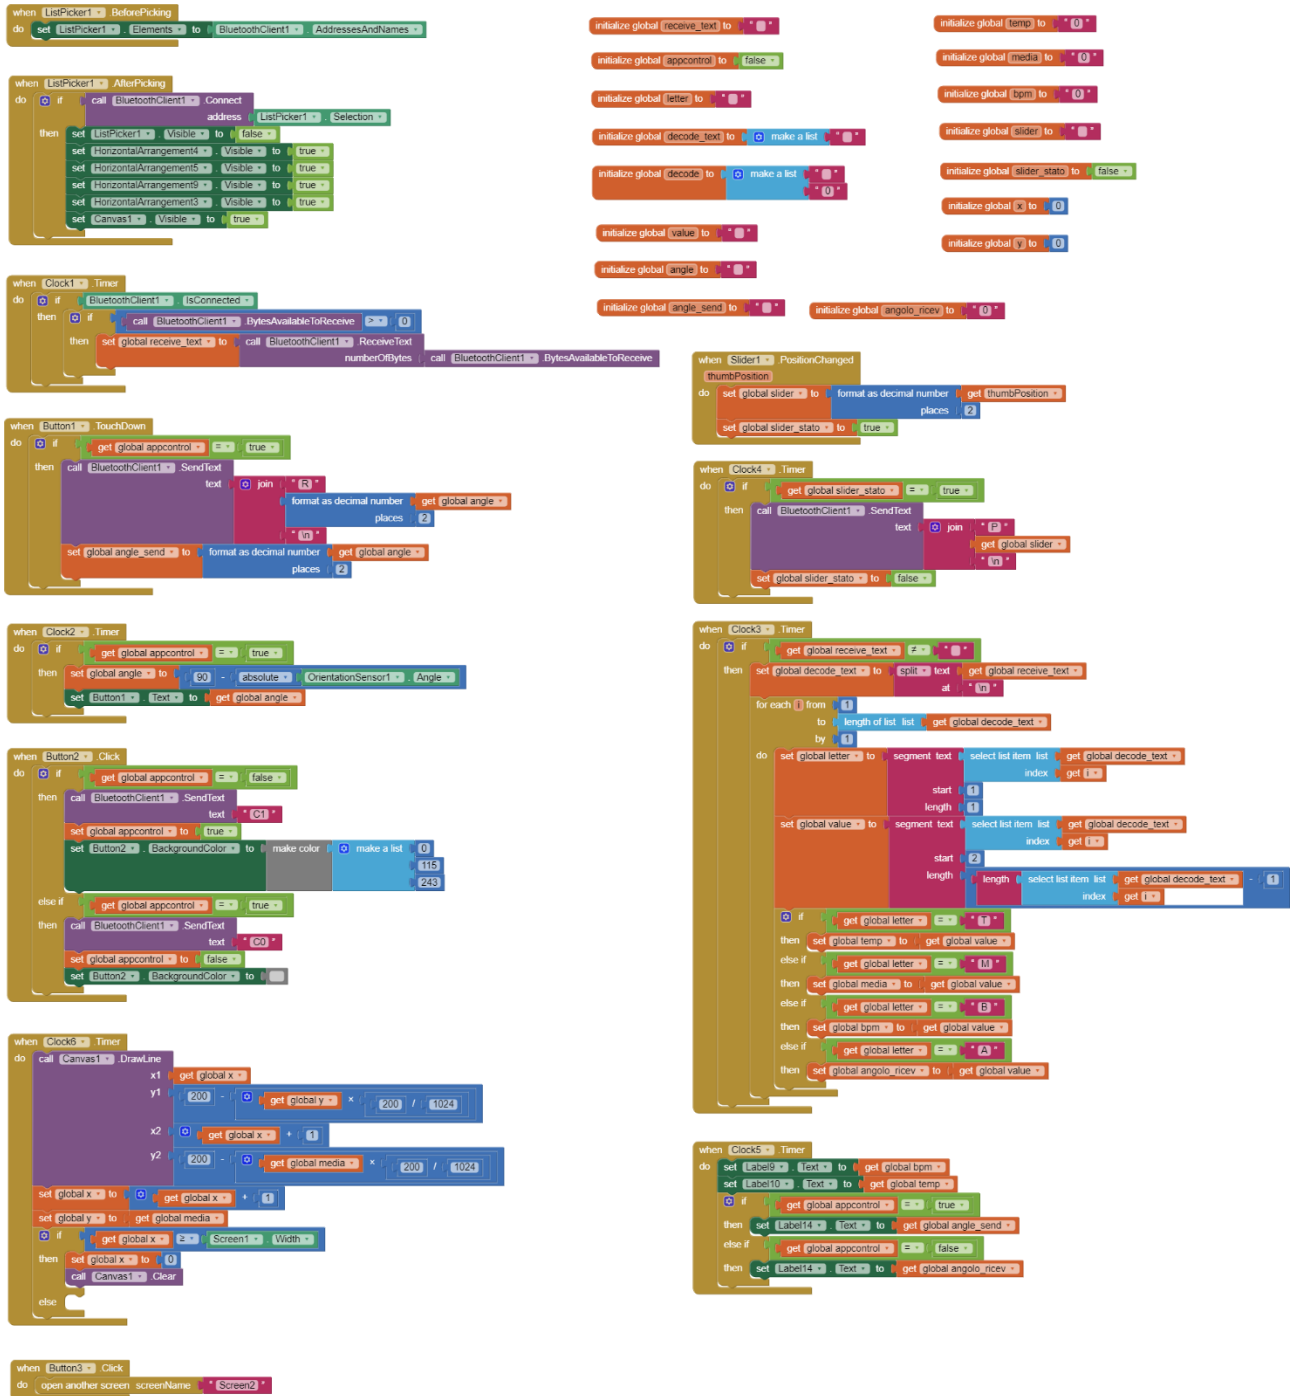 when ListPicker1 .BeforePicking
do set ListPicker1 . Elements to BluetoothClient1 . AddressesAndNames
when ListPicker1 .AfterPicking
do if call BluetoothClient1 .Connect
address ListPicker1 . Selection
then set ListPicker1 . Visible to false
set HorizontalArrangement4 . Visible to true
set HorizontalArrangement5 . Visible to true
set HorizontalArrangement9 . Visible to true
set HorizontalArrangement3 . Visible to true
set Canvas1 . Visible to true
when Clock1 .Timer
do if BluetoothClient1 . IsConnected
then if call BluetoothClient1 .BytesAvailableToReceive > 0
then set global receive_text to call BluetoothClient1 .ReceiveText
numberOfBytes call BluetoothClient1 .BytesAvailableToReceive
when Button1 .TouchDown
do if get global appcontrol = true
then call BluetoothClient1 .SendText
text join " R "
format as decimal number get global angle
places 2
" \n "
set global angle_send to format as decimal number get global angle
places 2
when Clock2 .Timer
do if get global appcontrol = true
then set global angle to 90 - absolute OrientationSensor1 . Angle
set Button1 . Text to get global angle
when Button2 .Click
do if get global appcontrol = false
then call BluetoothClient1 .SendText
text " C1 "
set global appcontrol to true
set Button2 . BackgroundColor to make color make a list 0
115
243
else if get global appcontrol = true
then call BluetoothClient1 .SendText
text " C0 "
set global appcontrol to false
set Button2 . BackgroundColor to
when Clock6 .Timer
do call Canvas1 .DrawLine
x1 get global x
y1 200 - get global y × 200 / 1024
x2 get global x + 1
y2 200 - get global media × 200 / 1024
set global x to get global x + 1
set global y to get global media
if get global x ≥ Screen1 . Width
then set global x to 0
call Canvas1 .Clear
else
when Button3 .Click
do open another screen screenName " Screen2 "
initialize global receive_text to " "
initialize global appcontrol to false
initialize global letter to " "
initialize global decode_text to make a list " "
initialize global decode to make a list " "
" 0 "
initialize global value to " "
initialize global angle to " "
initialize global angle_send to " "
initialize global angolo_ricev to " 0 "
initialize global temp to " 0 "
initialize global media to " 0 "
initialize global bpm to " 0 "
initialize global slider to " "
initialize global slider_stato to false
initialize global x to 0
initialize global y to 0
when Slider1 .PositionChanged
thumbPosition
do set global slider to format as decimal number get thumbPosition
places 2
set global slider_stato to true
when Clock4 .Timer
do if get global slider_stato = true
then call BluetoothClient1 .SendText
text join " P "
get global slider
" \n "
set global slider_stato to false
when Clock3 .Timer
do if get global receive_text ≠ " "
then set global decode_text to split text get global receive_text
at " \n "
for each i from 1
to length of list list get global decode_text
by 1
do set global letter to segment text select list item list get global decode_text
index get i
start 1
length 1
set global value to segment text select list item list get global decode_text
index get i
start 2
length length select list item list get global decode_text - 1
index get i
if get global letter = " T "
then set global temp to get global value
else if get global letter = " M "
then set global media to get global value
else if get global letter = " B "
then set global bpm to get global value
else if get global letter = " A "
then set global angolo_ricev to get global value
when Clock5 .Timer
do set Label9 . Text to get global bpm
set Label10 . Text to get global temp
if get global appcontrol = true
then set Label14 . Text to get global angle_send
else if get global appcontrol = false
then set Label14 . Text to get global angolo_ricev